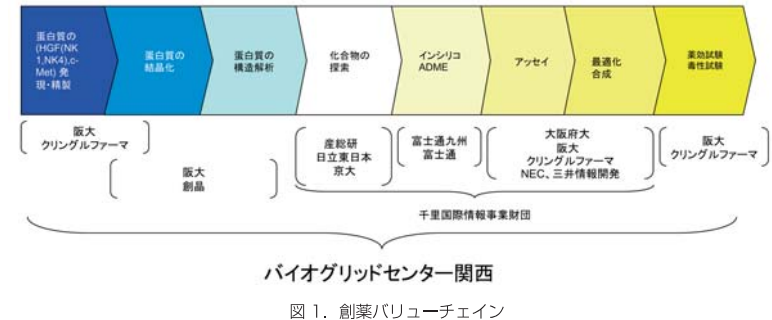 蛋白質の
(HGF(NK
1,NK4),c-
Met) 発
現・精製
蛋白質の
結晶化
蛋白質の
構造解析
化合物の
探索
インシリコ
ADME
アッセイ
最適化
合成
薬効試験
毒性試験
阪大
クリングルファーマ
阪大
創晶
産総研
日立東日本
京大
富士通九州
富士通
大阪府大
阪大
クリングルファーマ
NEC、三井情報開発
阪大
クリングルファーマ
千里国際情報事業財団
バイオグリッドセンター関西
図 1．創薬バリューチェイン